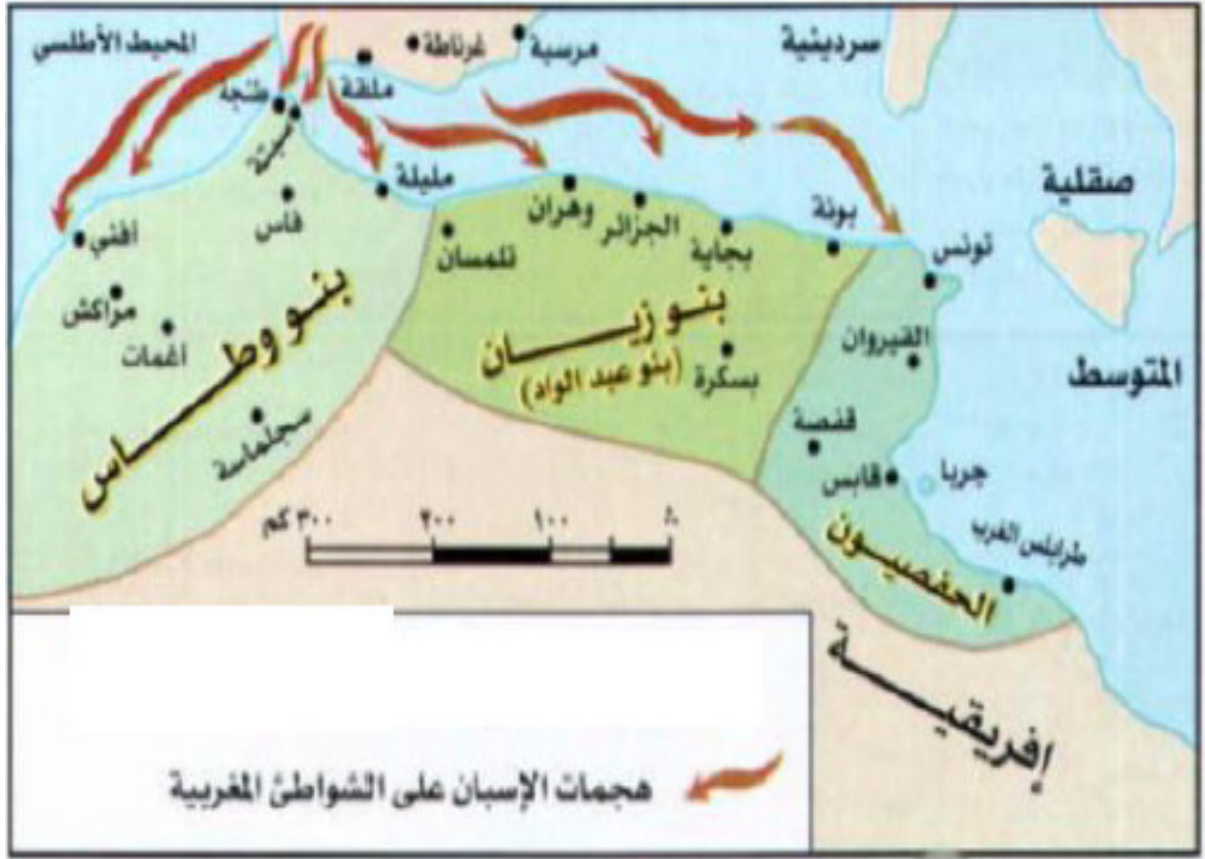 المحيط الأطلسي
غرناطة
مرسية
سردينية
ملقة
طنجة
سبتة
صقلية
مليلة
وهران
الجزائر
بجاية
بونة
تونس
فاس
تلمسان
افني
مراكش
أغمات
بنو وطاس
سجلماسة
بنو زيان
(بنو عبد الواد)
بسكرة
القيروان
المتوسط
قفصة
قابس
جربا
طرابلس الغرب
الحفصيون
٣٠٠ كم
٢٠٠
١٠٠
إفريقية
هجمات الإسبان على الشواطئ المغربية